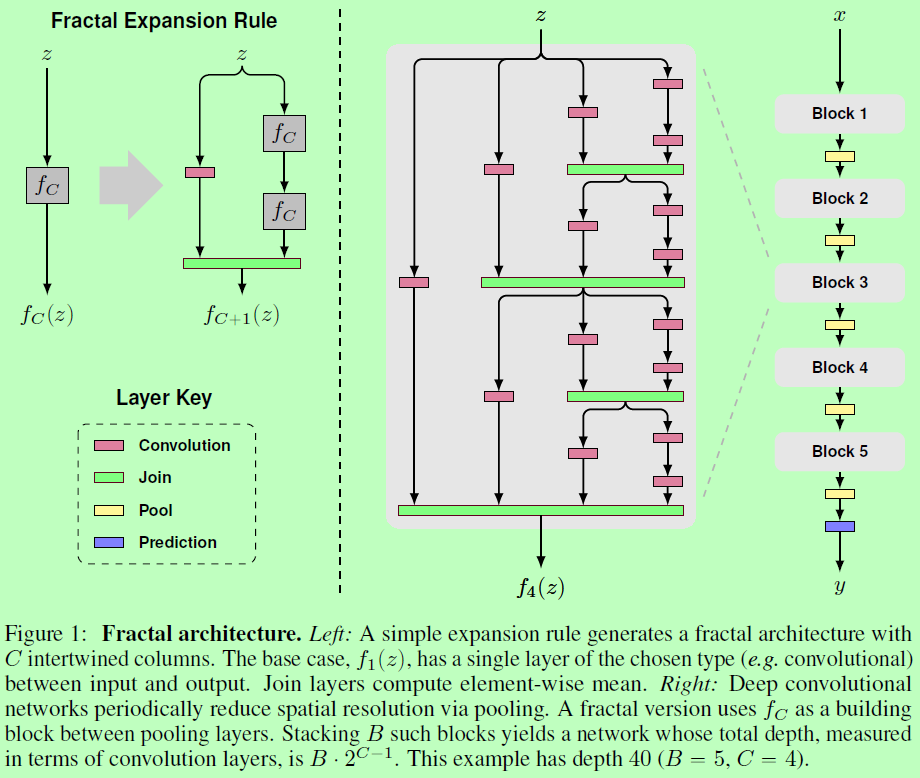 Fractal Expansion Rule
z
z
f_C
f_C
f_C
f_C(z)
f_{C+1}(z)
Layer Key
Convolution
Join
Pool
Prediction
z
f_4(z)
x
Block 1
Block 2
Block 3
Block 4
Block 5
y
Figure 1: Fractal architecture. Left: A simple expansion rule generates a fractal architecture with
C intertwined columns. The base case, f_1(z), has a single layer of the chosen type (e.g. convolutional)
between input and output. Join layers compute element-wise mean. Right: Deep convolutional
networks periodically reduce spatial resolution via pooling. A fractal version uses f_C as a building
block between pooling layers. Stacking B such blocks yields a network whose total depth, measured
in terms of convolution layers, is B · 2^{C−1}. This example has depth 40 (B = 5, C = 4).